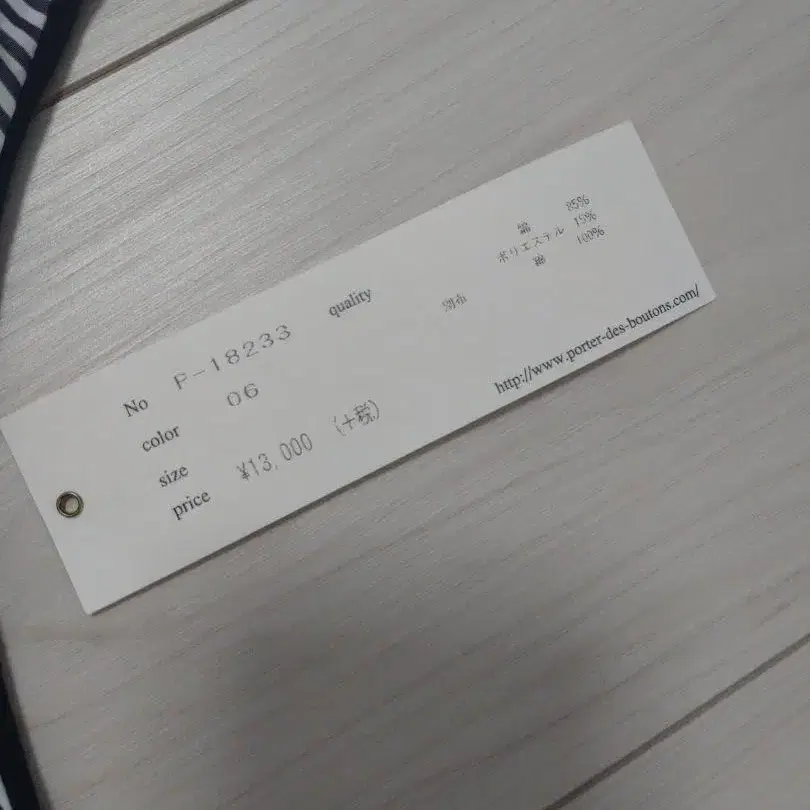 No P-18233
color 06
size
price ¥13,000 (+税)
quality
綿 85%
ポリエステル 15%
別布 綿 100%
http://www.porter-des-boutons.com/